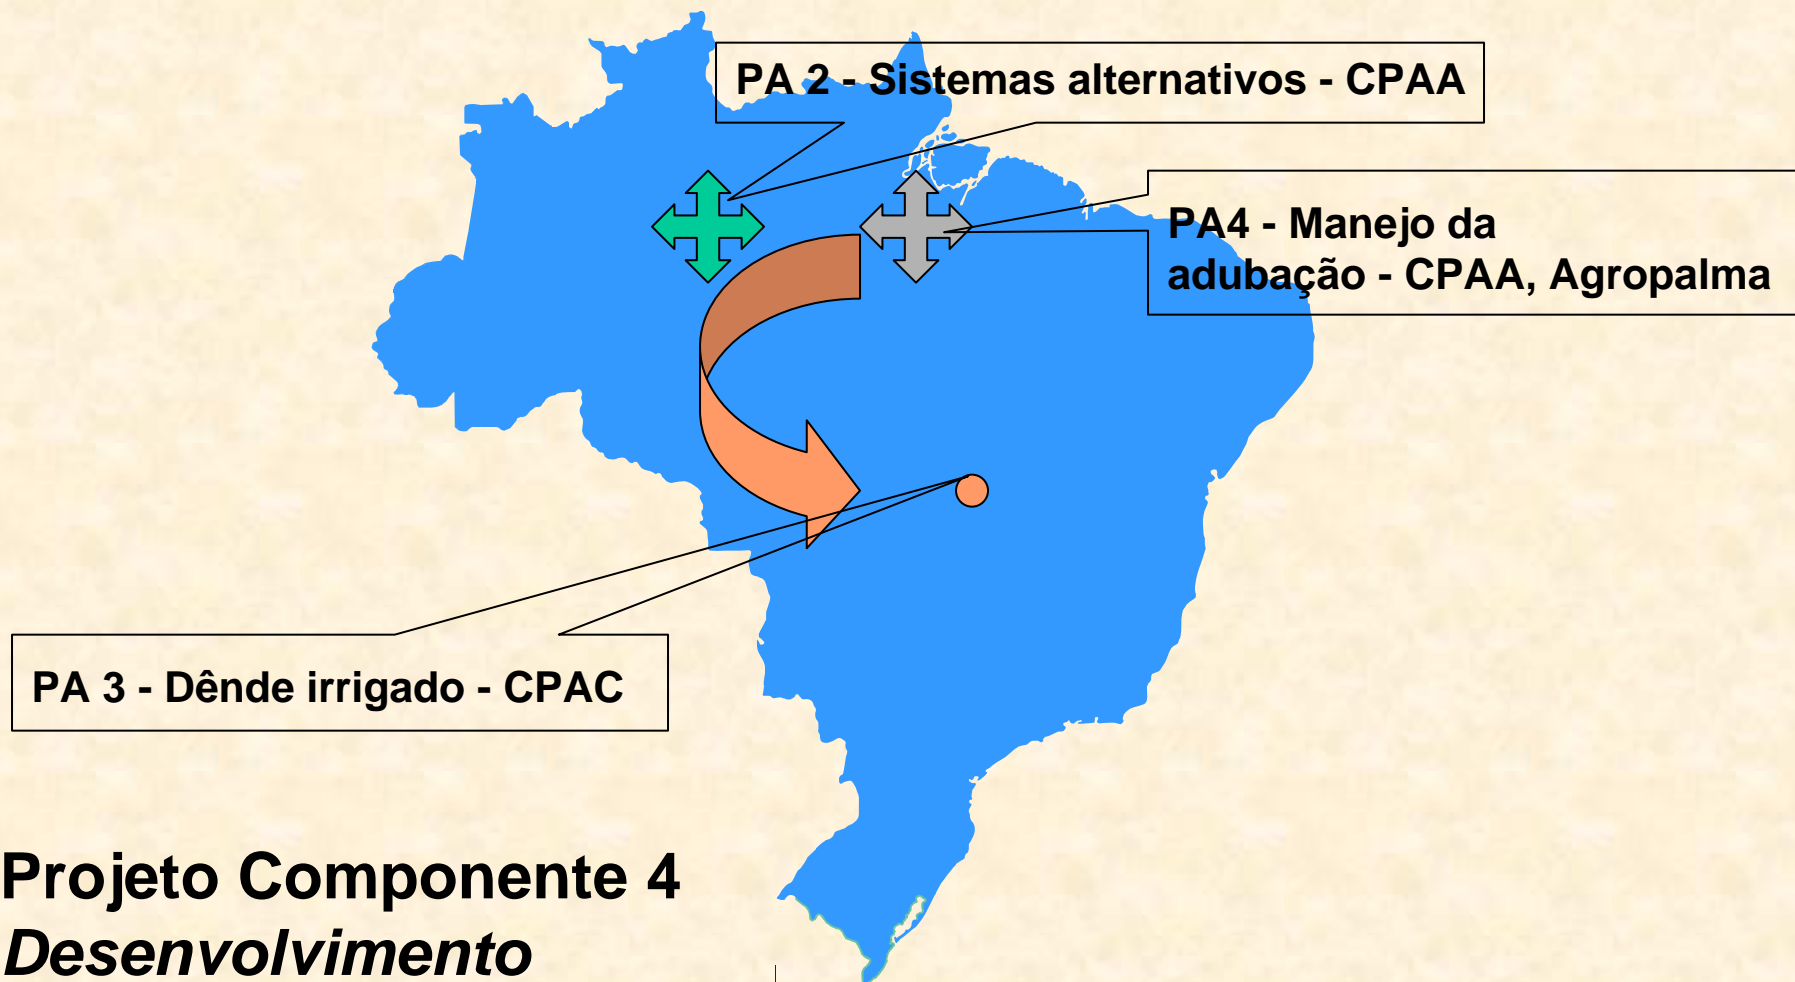 PA 2 - Sistemas alternativos - CPAA
PA4 - Manejo da
adubação - CPAA, Agropalma
PA 3 - Dênde irrigado - CPAC
Projeto Componente 4
Desenvolvimento